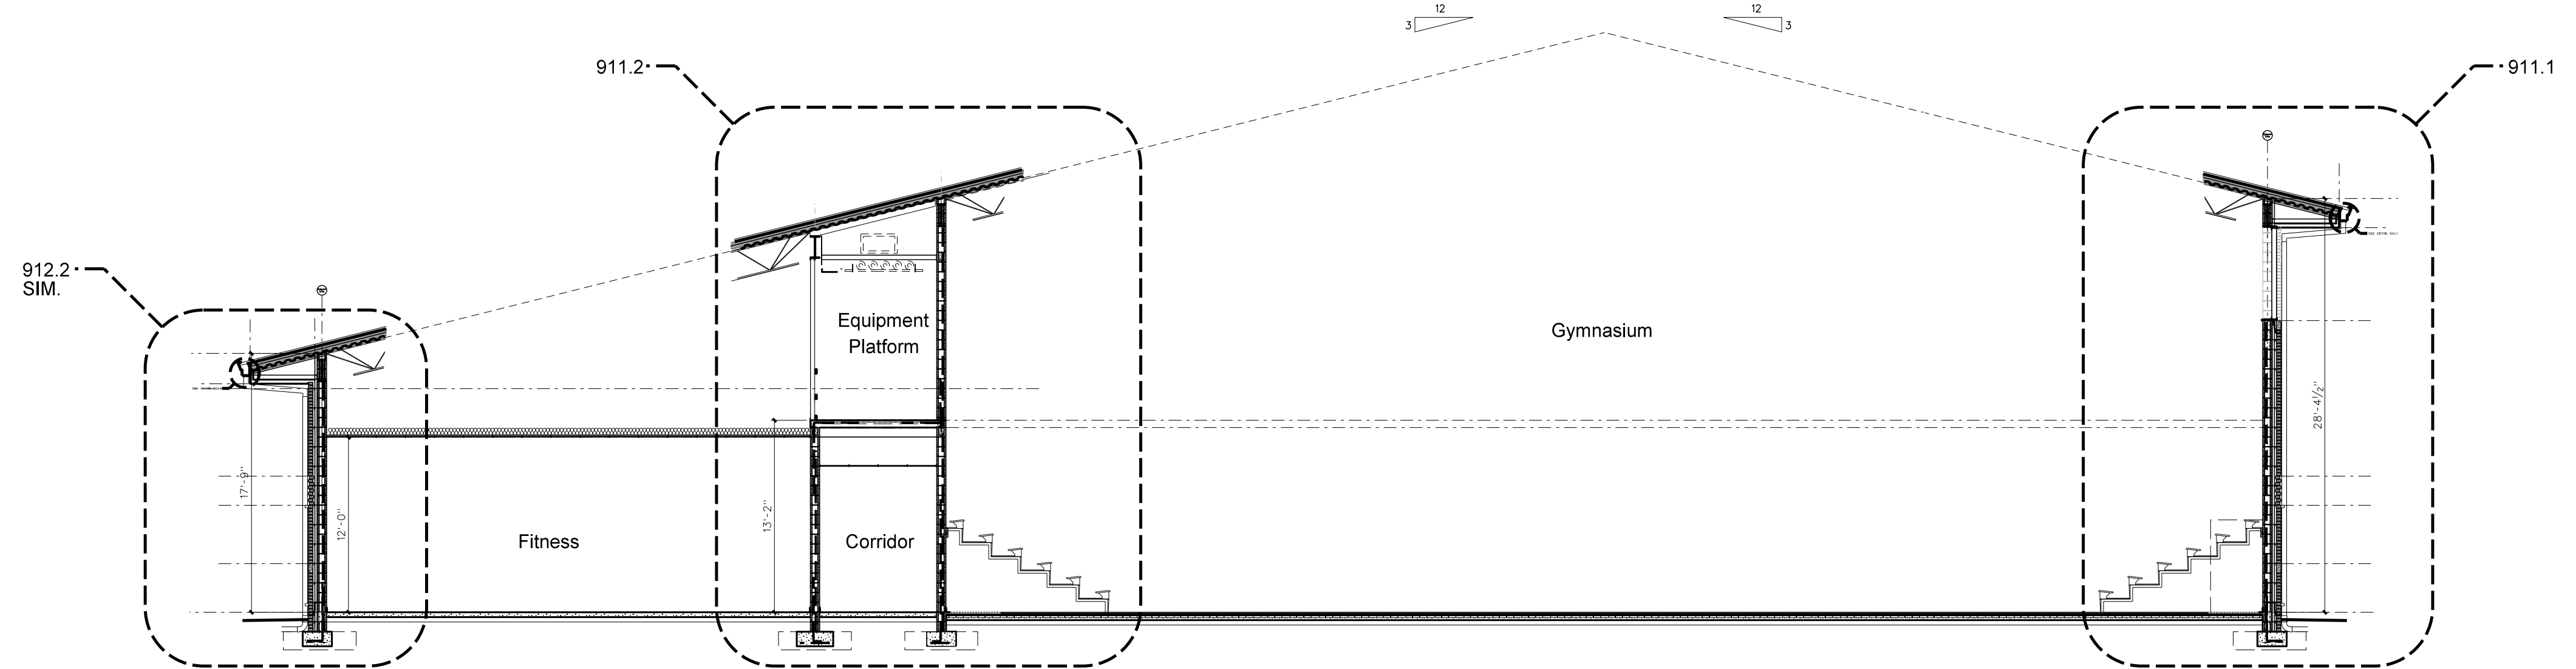 12
3
12
3
911.2
911.1
912.2
SIM.
Equipment
Platform
Gymnasium
17'-9"
12'-0"
13'-2"
28'-4½"
Fitness
Corridor